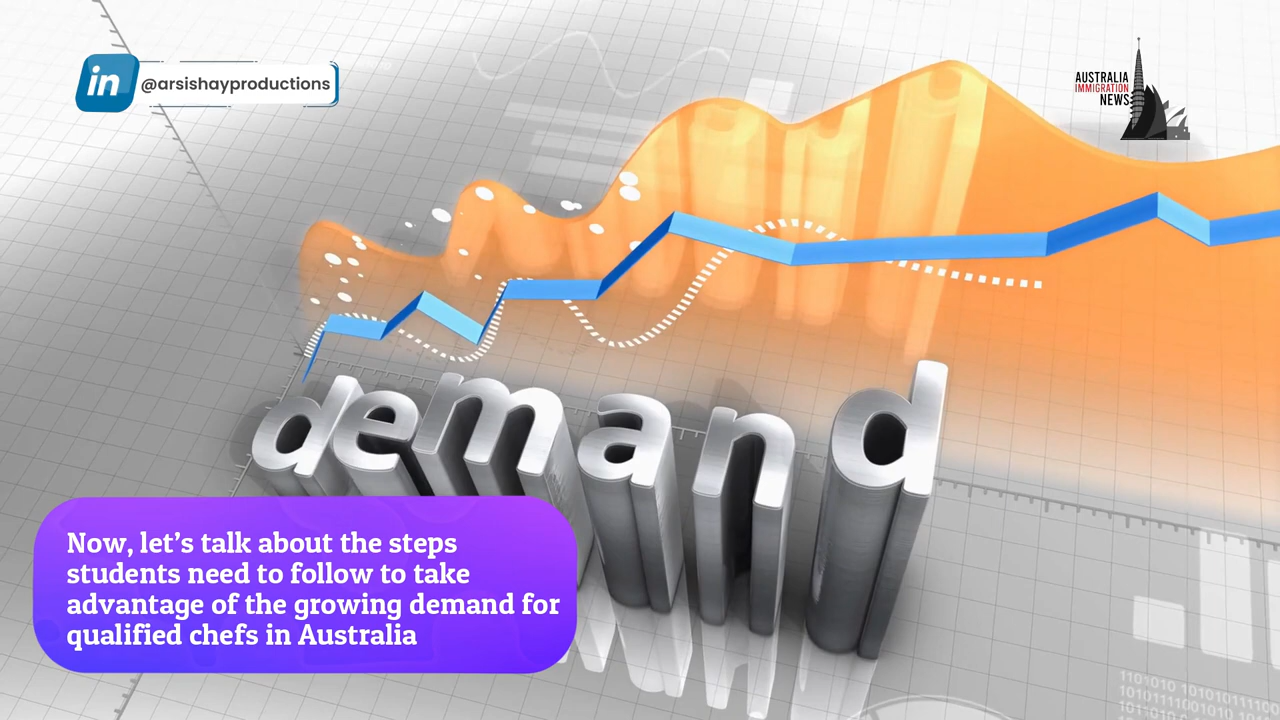 in @arsishayproductions
AUSTRALIA
IMMIGRATION
NEWS
demand
Now, let’s talk about the steps
students need to follow to take
advantage of the growing demand for
qualified chefs in Australia